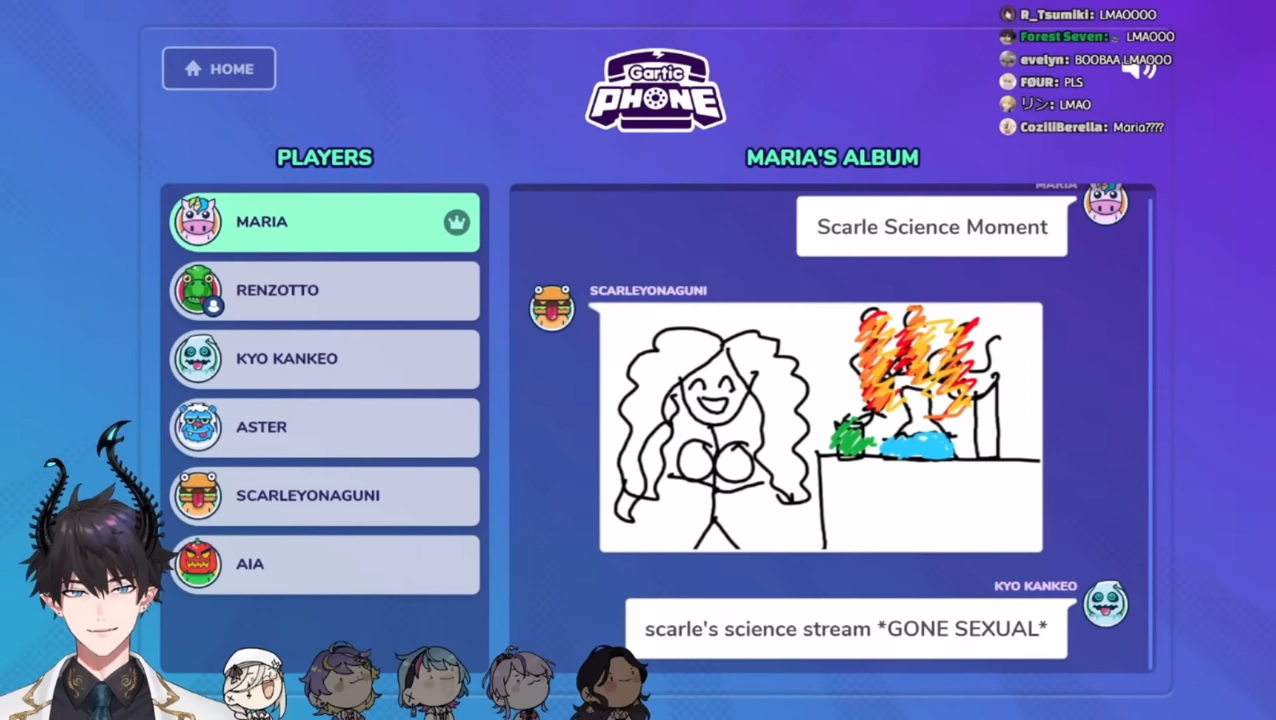 R_Tsumiki: LMAOOOO
Forest Seven: LMAOOO
evelyn: BOOBAA LMAOOO
FØUR: PLS
リン: LMAO
CoziliBerella: Maria????
HOME
Gartic
PHONE
PLAYERS
MARIA
RENZOTTO
KYO KANKEO
ASTER
SCARLEYONAGUNI
AIA
MARIA'S ALBUM
MARIA
Scarle Science Moment
SCARLEYONAGUNI
KYO KANKEO
scarle's science stream *GONE SEXUAL*